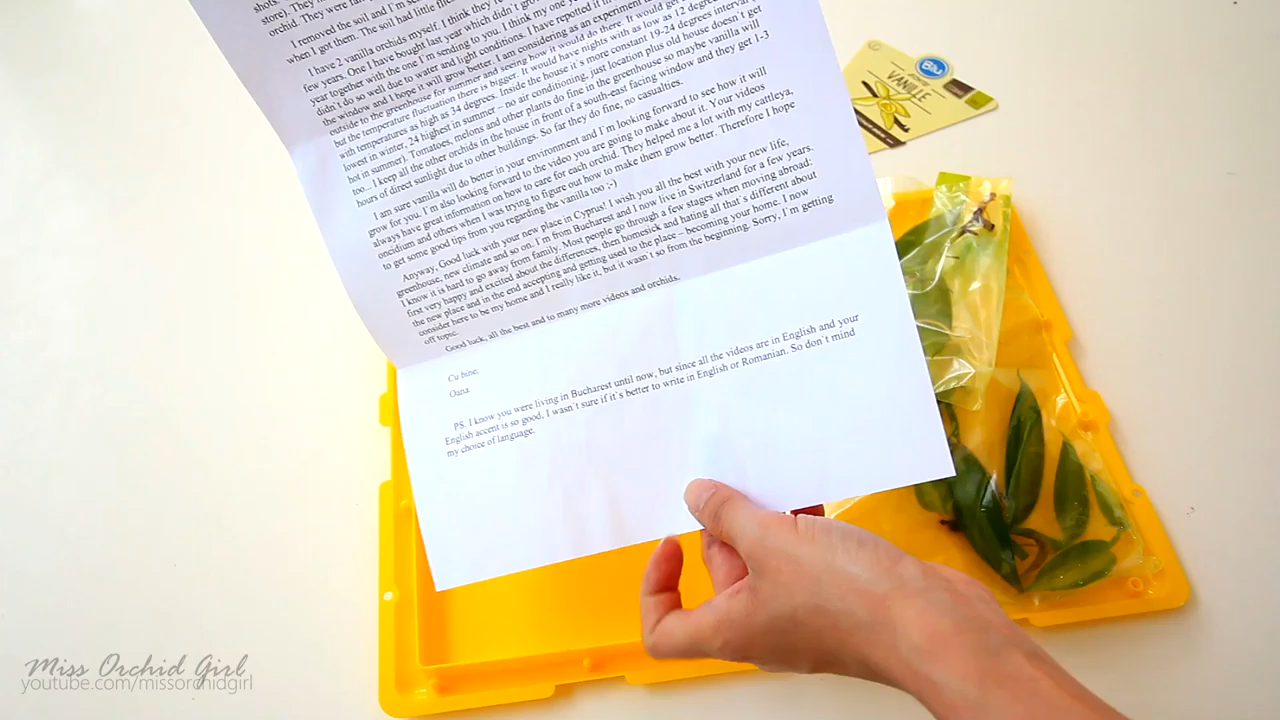 shots. They
store). They were
orchid. They were
I removed the soil and I'm
when I got them. The soil had little
I have 2 vanilla orchids myself. I think they
few years. One I have bought last year which didn't
year together with the one I'm sending to you. I think my one
didn't do so well due to water and light conditions. I have reported it
the window and I hope it will grow better. I am considering as an experiment to
outside to the greenhouse for summer and seeing how it would do there. It would get
but the temperature fluctuation there is bigger. It would have nights with as low as 12 degrees
with temperatures as high as 24 degrees. Inside the house it's more constant 19-24 degrees interval
lowest in winter, 24 highest in summer – no air conditioning, just location plus old house doesn't get
hot in summer). Tomatoes, melons and other plants do fine in the greenhouse so maybe vanilla will
too... I keep all the other orchids in the house in front of a south-east facing window and they get 1-3
hours of direct sunlight due to other buildings. So far they do fine, no casualties.
I am sure vanilla will do better in your environment and I'm looking forward to see how it will
grow for you. I'm also looking forward to the video you are going to make about it. Your videos
always have great information on how to care for each orchid. They helped me a lot with my cattleya,
oncidium and others when I was trying to figure out how to make them grow better. Therefore I hope
to get some good tips from you regarding the vanilla too ;-)
Anyway, Good luck with your new place in Cyprus! I wish you all the best with your new life,
greenhouse, new climate and so on. I'm from Bucharest and I now live in Switzerland for a few years.
I know it is hard to go away from family. Most people go through a few stages when moving abroad:
first very happy and excited about the differences, then homesick and hating all that's different about
the new place and in the end accepting and getting used to the place – becoming your home. I now
consider here to be my home and I really like it, but it wasn't so from the beginning. Sorry, I'm getting
off topic.
Good luck, all the best and to many more videos and orchids.
Cu bine,
Oana
PS. I know you were living in Bucharest until now, but since all the videos are in English and your
English accent is so good, I wasn't sure if it's better to write in English or Romanian. So don't mind
my choice of language.
Blu
VANILLE
Miss Orchid Girl
youtube.com/missorchidgirl